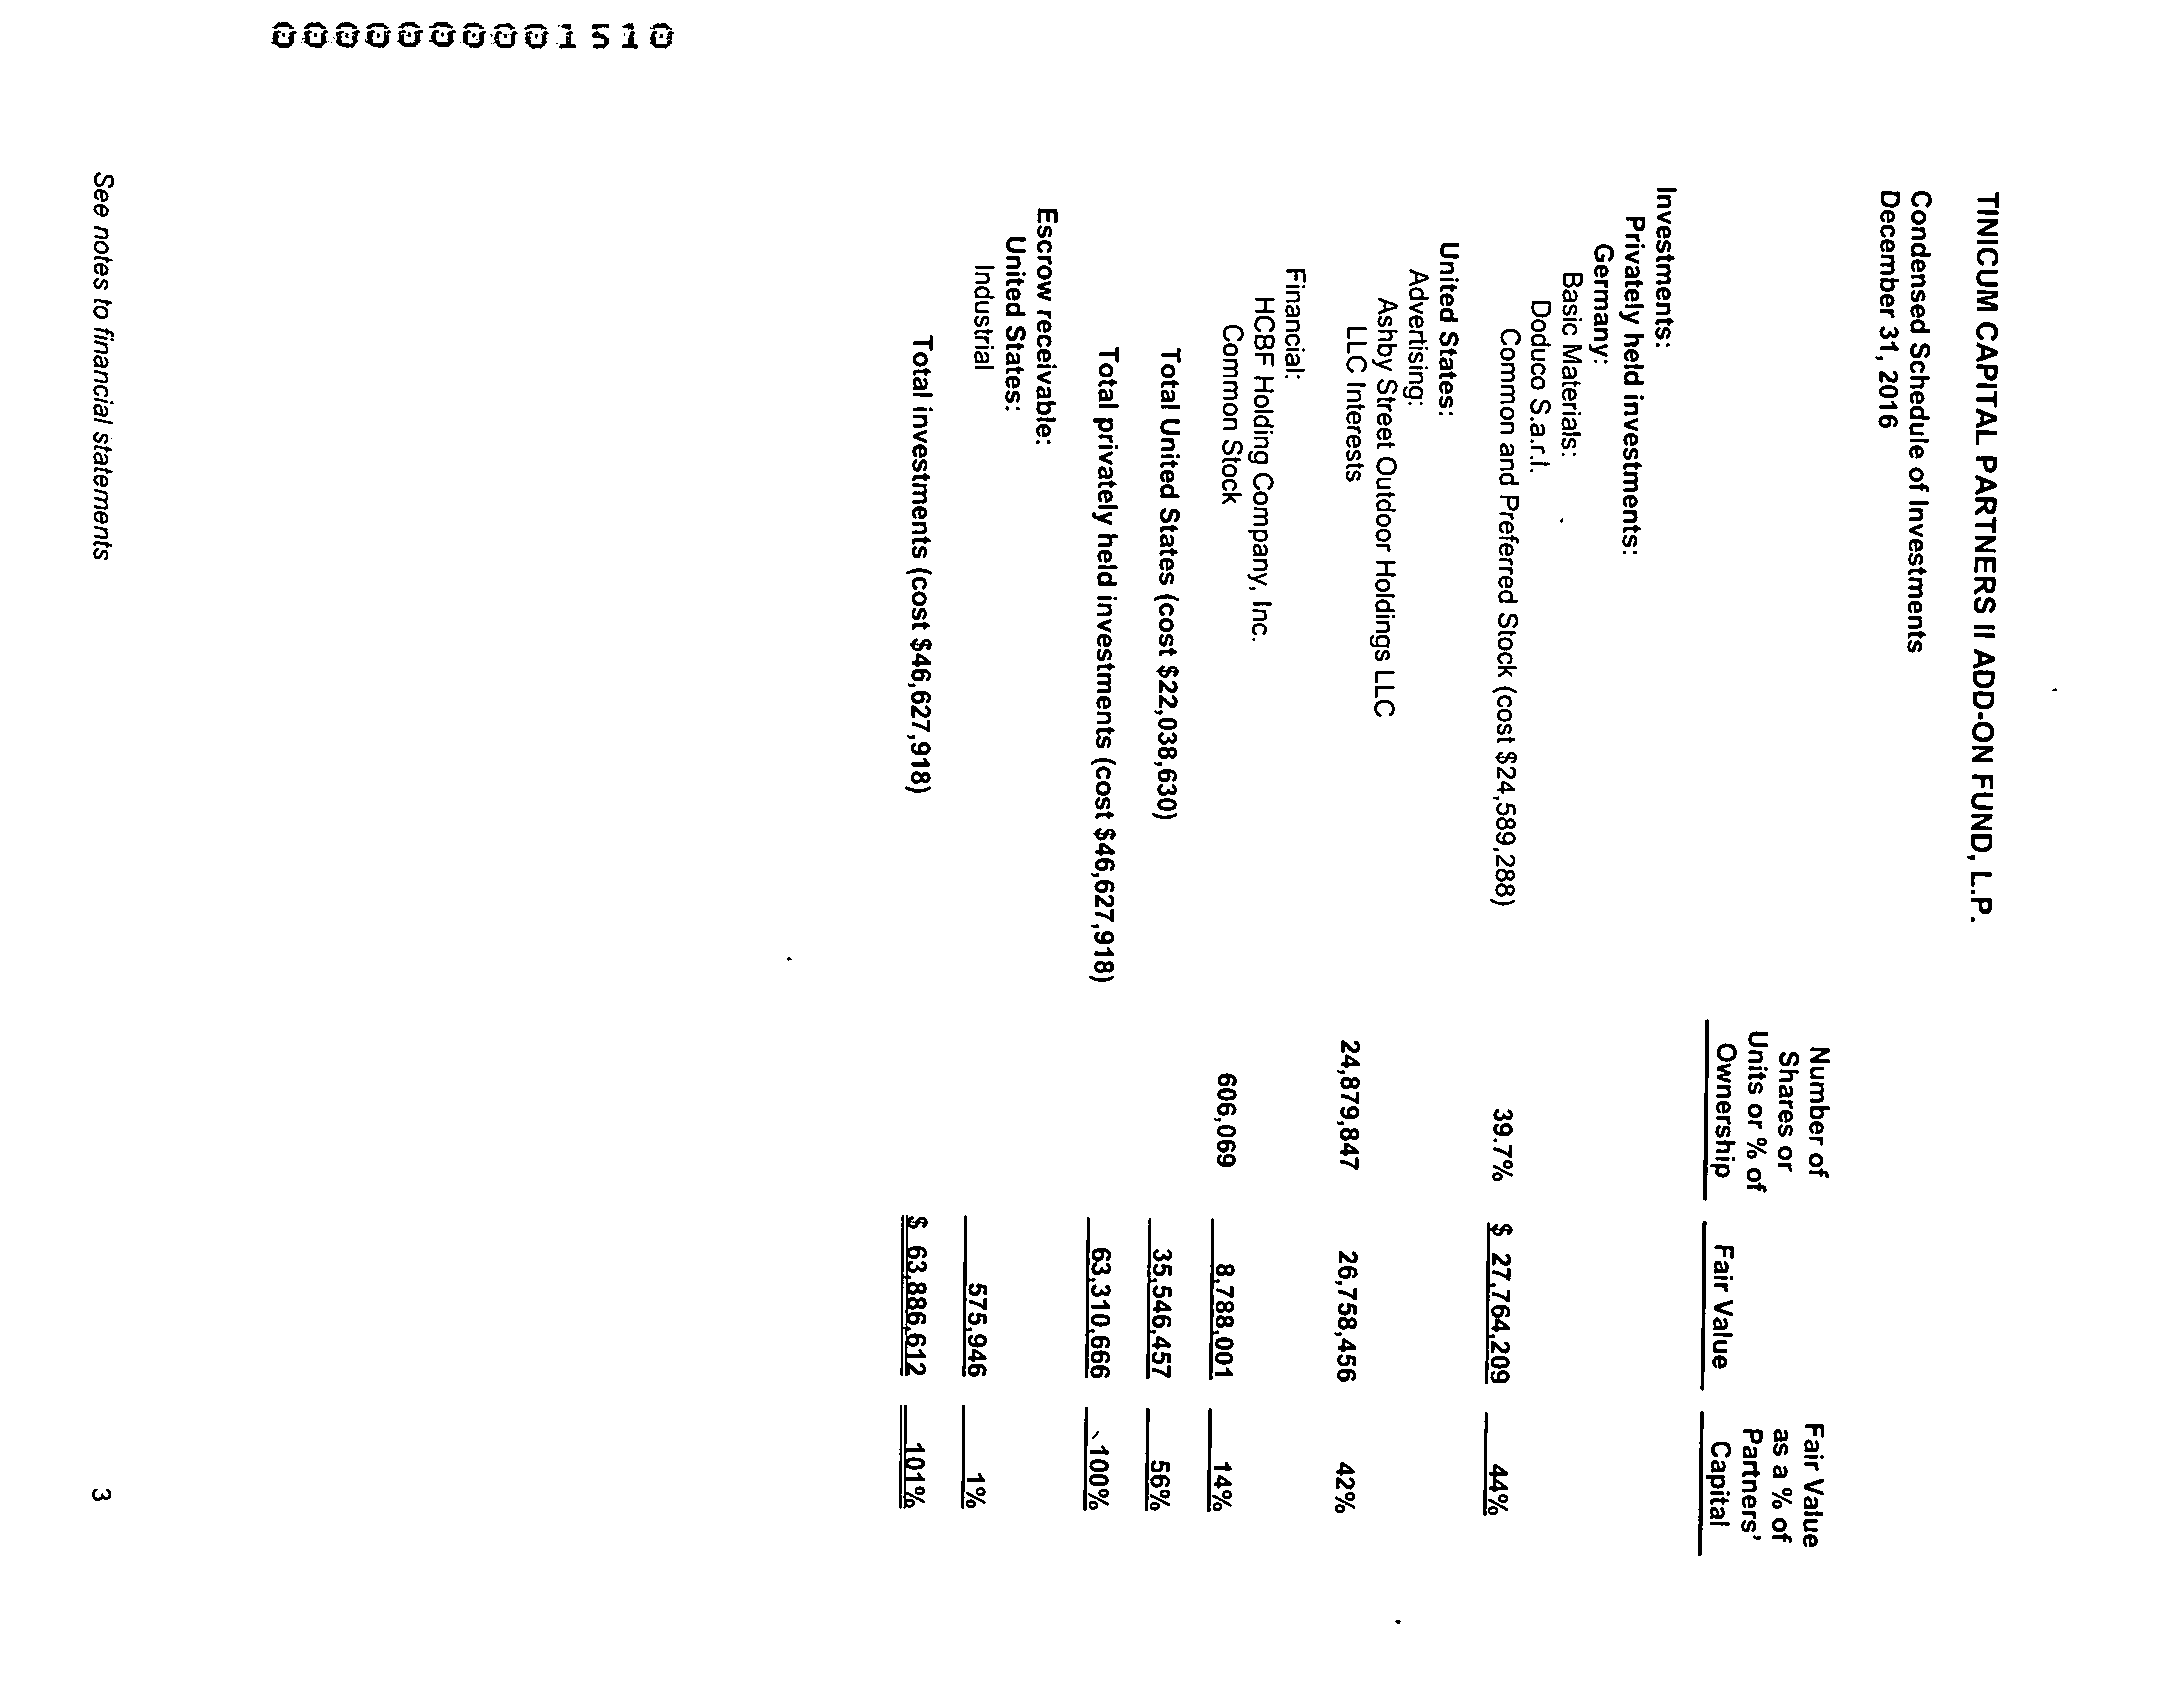 TINICUM CAPITAL PARTNERS II ADD-ON FUND, L.P.
Condensed Schedule of Investments
December 31, 2016
Number of Shares or Units or % of Ownership
Fair Value
Fair Value as a % of Partners' Capital
Investments:
Privately held investments:
Germany:
Basic Materials:
Doduco S.a.r.l.
Common and Preferred Stock (cost $24,589,288) 39.7% $ 27,764,209 44%
United States:
Advertising:
Ashby Street Outdoor Holdings LLC
LLC Interests 24,879,847 26,758,456 42%
Financial:
HCBF Holding Company, Inc.
Common Stock 606,069 8,788,001 14%
Total United States (cost $22,038,630) 35,546,457 56%
Total privately held investments (cost $46,627,918) 63,310,666 100%
Escrow receivable:
United States:
Industrial 575,946 1%
Total investments (cost $46,627,918) $ 63,886,612 101%
See notes to financial statements 3
0000000001510